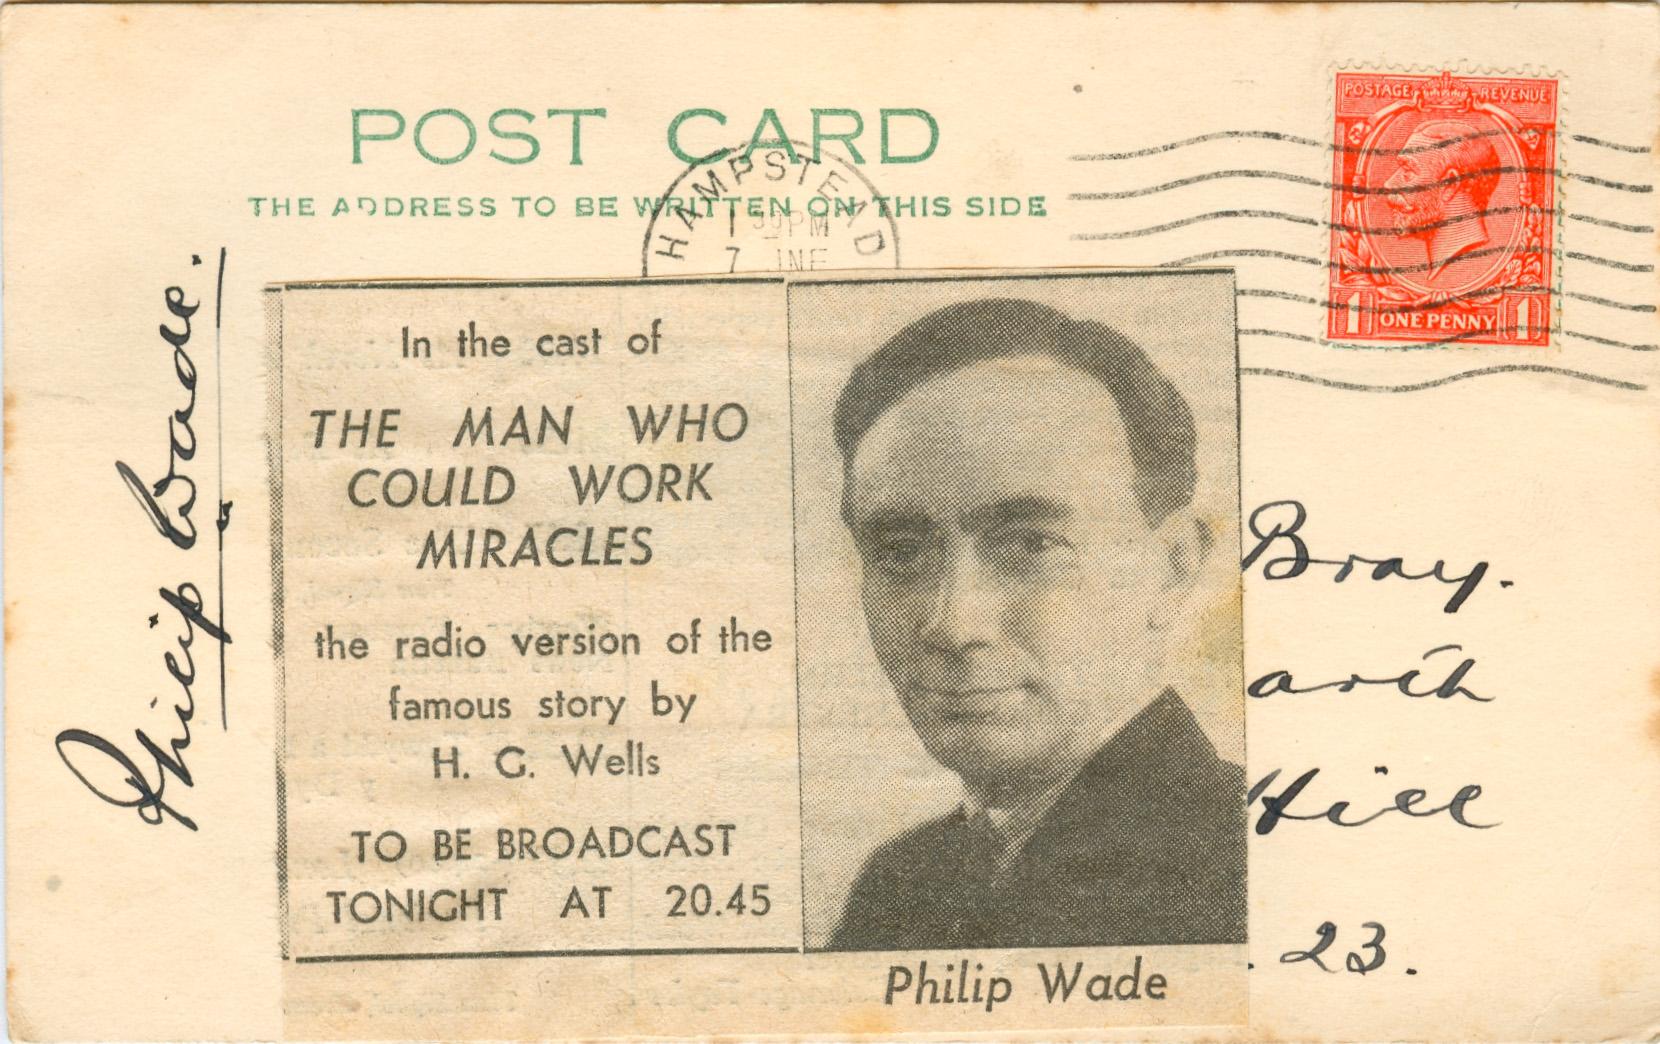 POST CARD
THE ADDRESS TO BE WRITTEN ON THIS SIDE
POSTAGE REVENUE
1 ONE PENNY 1
HAMPSTEAD
PM
7
Philip Wade.
In the cast of
THE MAN WHO
COULD WORK
MIRACLES
the radio version of the
famous story by
H. G. Wells
TO BE BROADCAST
TONIGHT AT 20.45
Philip Wade
Bray.
Hill
. 23.